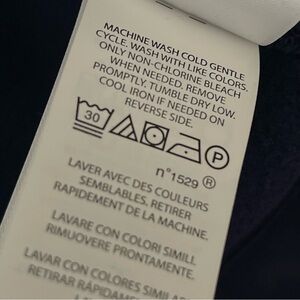 MACHINE WASH COLD GENTLE
CYCLE. WASH WITH LIKE COLORS.
ONLY NON-CHLORINE BLEACH
WHEN NEEDED. REMOVE
PROMPTLY. TUMBLE DRY LOW.
COOL IRON IF NEEDED ON
REVERSE SIDE.
30 P
n°1529 ®
LAVER AVEC DES COULEURS
SEMBLABLES, RETIRER
RAPIDEMENT DE LA MACHINE.
LAVARE CON COLORI SIMILI
RIMUOVERE PRONTAMENTE.
LAVAR CON COLORES SIMILARES
RETIRAR RÁPIDAMENTE